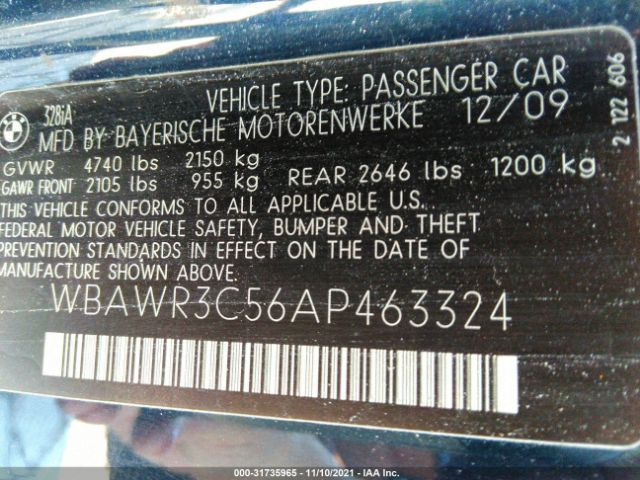 BMW
328iA
VEHICLE TYPE: PASSENGER CAR
MFD BY BAYERISCHE MOTORENWERKE 12/09
GVWR 4740 lbs 2150 kg
GAWR FRONT 2105 lbs 955 kg REAR 2646 lbs 1200 kg
THIS VEHICLE CONFORMS TO ALL APPLICABLE U.S.
FEDERAL MOTOR VEHICLE SAFETY, BUMPER AND THEFT
PREVENTION STANDARDS IN EFFECT ON THE DATE OF
MANUFACTURE SHOWN ABOVE.
WBAWR3C56AP463324
2 122 606
000-31735965 - 11/10/2021 - IAA Inc.